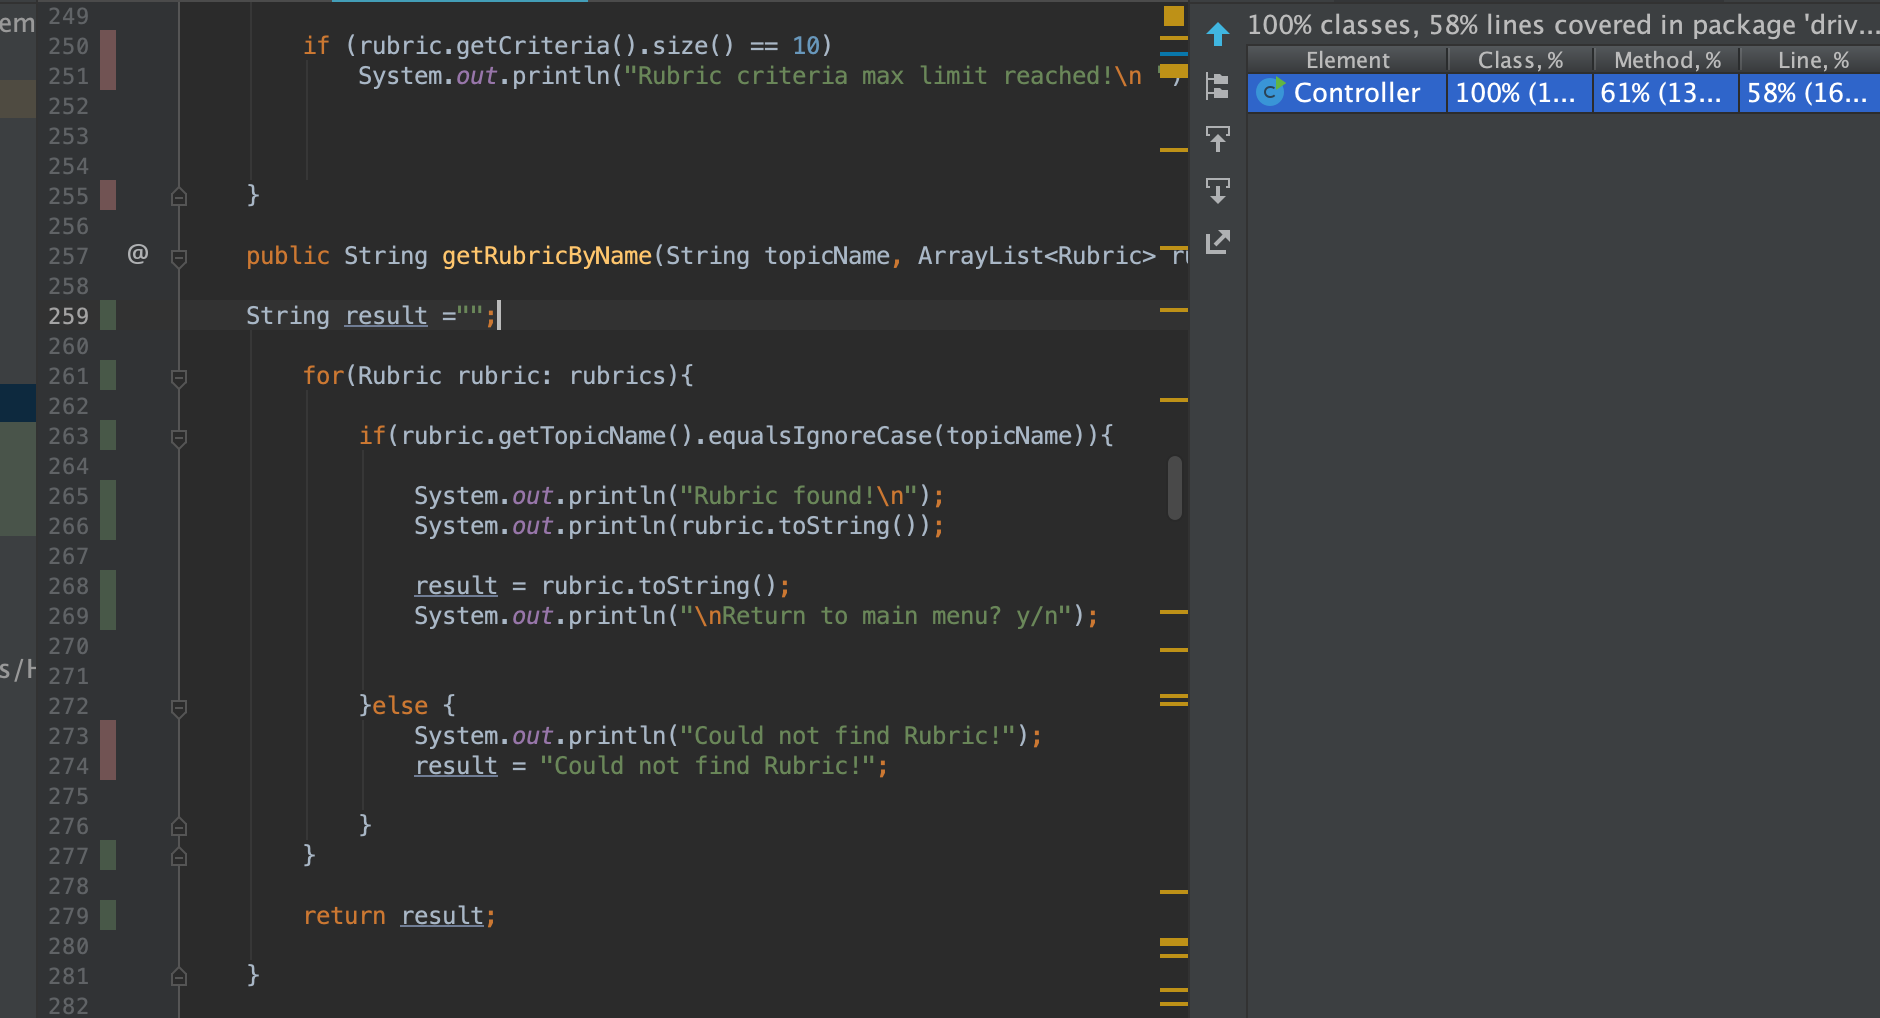 em
249
250 if (rubric.getCriteria().size() == 10)
251 System.out.println("Rubric criteria max limit reached!\n ")
252
253
254
255 }
256
257 @ public String getRubricByName(String topicName, ArrayList<Rubric> ru
258
259 String result ="";
260
261 for(Rubric rubric: rubrics){
262
263 if(rubric.getTopicName().equalsIgnoreCase(topicName)){
264
265 System.out.println("Rubric found!\n");
266 System.out.println(rubric.toString());
267
268 result = rubric.toString();
269 System.out.println("\nReturn to main menu? y/n");
270
s/H
271
272 }else {
273 System.out.println("Could not find Rubric!");
274 result = "Could not find Rubric!";
275
276 }
277 }
278
279 return result;
280
281 }
282
100% classes, 58% lines covered in package 'driv...
Element Class, % Method, % Line, %
C Controller 100% (1... 61% (13... 58% (16...